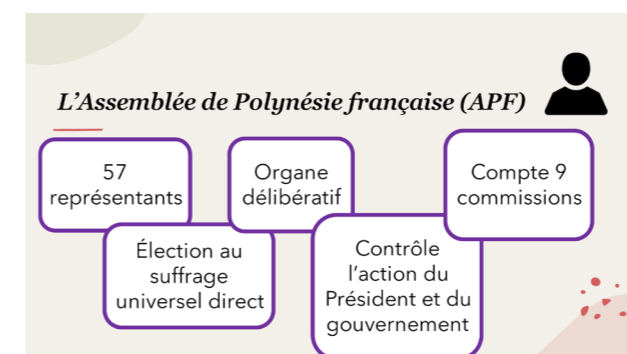 L'Assemblée de Polynésie française (APF)
57
représentants
Organe
délibératif
Compte 9
commissions
Élection au
suffrage
universel direct
Contrôle
l'action du
Président et du
gouvernement